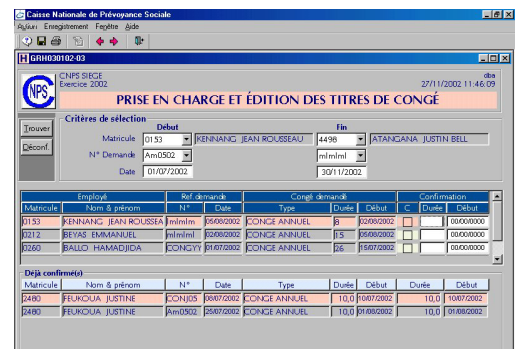 Caisse Nationale de Prévoyance Sociale
Action Enregistrement Fenêtre Aide
GRH030102-03
CNPS SIEGE dba
Exercice 2002 27/11/2002 11:46:09
CNPS
PRISE EN CHARGE ET ÉDITION DES TITRES DE CONGÉ
Critères de sélection
Début Fin
Trouver
Déconf.
Matricule 0153 KENNANG JEAN ROUSSEAU 4498 ATANGANA JUSTIN BELL
N° Demande Am0502 mlmlml
Date 01/07/2002 30/11/2002
Employé Ref.demande Congé demandé Confirmation
Matricule Nom & prénom N° Date Type Durée Début C Durée Début
0153 KENNANG JEAN ROUSSEA mlmlm 05/08/2002 CONGE ANNUEL 8 02/08/2002 00/00/0000
0212 BEYAS EMMANUEL mlmlm 02/08/2002 CONGE ANNUEL 15 05/08/2002 00/00/0000
0260 BALLO HAMADJIDA CONGYY 01/07/2002 CONGE ANNUEL 26 15/07/2002 00/00/0000
Déjà confirmé(s)
Matricule Nom & prénom N° Date Type Durée Début Durée Début
2480 FEUKOUA JUSTINE CONJ05 08/07/2002 CONGE ANNUEL 10,0 10/07/2002 10,0 10/07/2002
2480 FEUKOUA JUSTINE Am0502 25/07/2002 CONGE ANNUEL 10,0 01/08/2002 10,0 01/08/2002